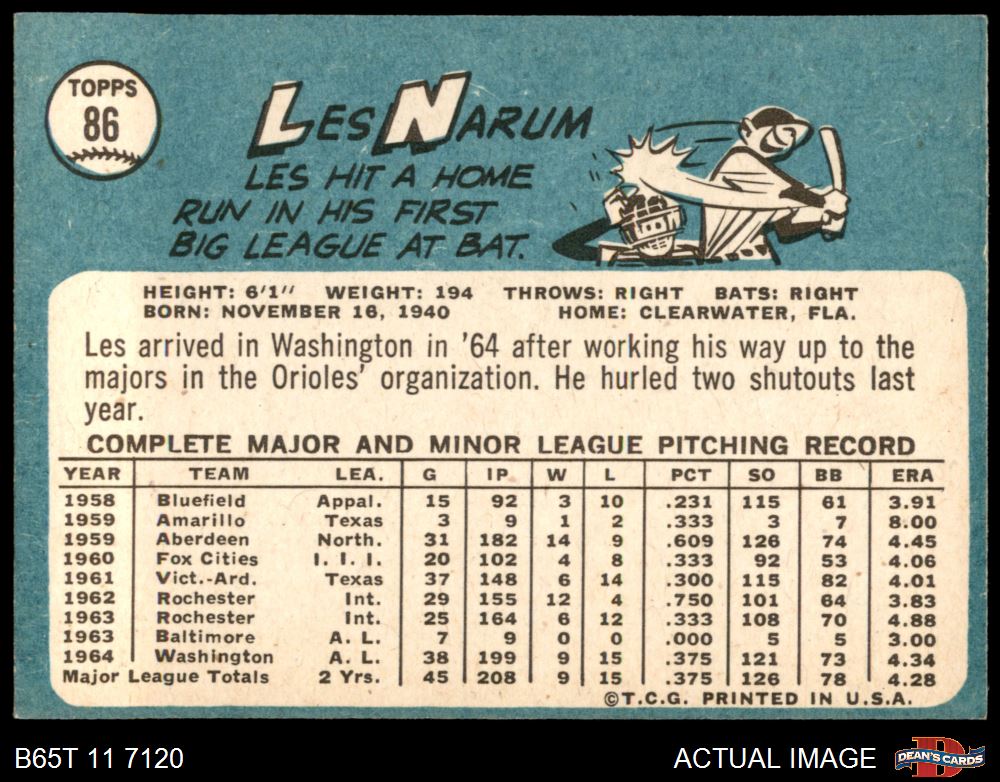 TOPPS
86
LES NARUM
LES HIT A HOME
RUN IN HIS FIRST
BIG LEAGUE AT BAT.
HEIGHT: 6'1" WEIGHT: 194 THROWS: RIGHT BATS: RIGHT
BORN: NOVEMBER 16, 1940 HOME: CLEARWATER, FLA.
Les arrived in Washington in '64 after working his way up to the
majors in the Orioles' organization. He hurled two shutouts last
year.
COMPLETE MAJOR AND MINOR LEAGUE PITCHING RECORD
YEAR TEAM LEA. G IP W L PCT SO BB ERA
1958 Bluefield Appal. 15 92 3 10 .231 115 61 3.91
1959 Amarillo Texas 3 9 1 2 .333 3 7 8.00
1959 Aberdeen North. 31 182 14 9 .609 126 74 4.45
1960 Fox Cities I. I. I. 20 102 4 8 .333 92 53 4.06
1961 Vict.-Ard. Texas 37 148 6 14 .300 115 82 4.01
1962 Rochester Int. 29 155 12 4 .750 101 64 3.83
1963 Rochester Int. 25 164 6 12 .333 108 70 4.88
1963 Baltimore A. L. 7 9 0 0 .000 5 5 3.00
1964 Washington A. L. 38 199 9 15 .375 121 73 4.34
Major League Totals 2 Yrs. 45 208 9 15 .375 126 78 4.28
©T.C.G. PRINTED IN U.S.A.
B65T 11 7120
ACTUAL IMAGE
DEAN'S CARDS